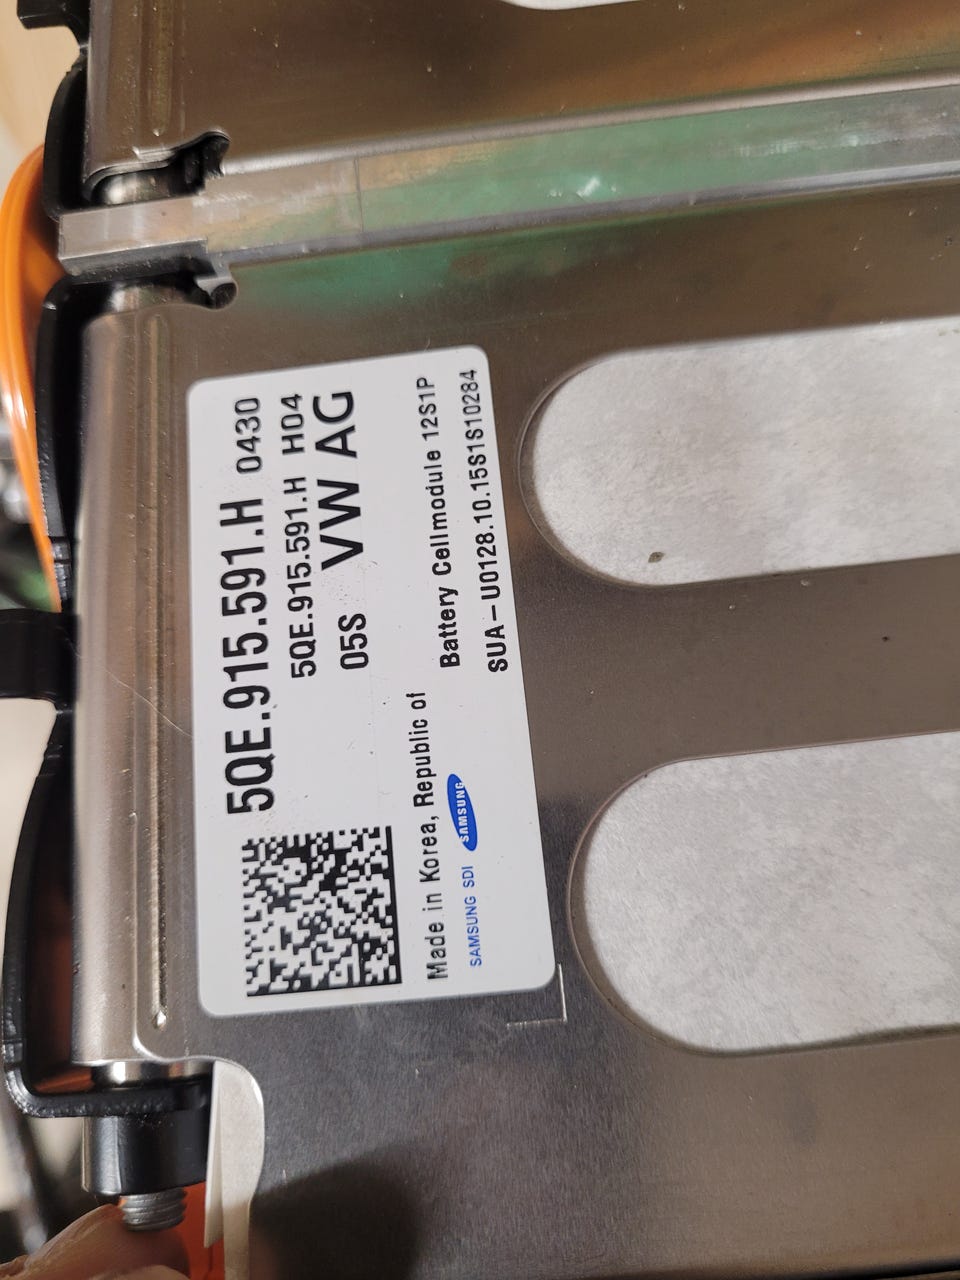 5QE.915.591.H 0430
5QE.915.591.H H04
05S VW AG
Made in Korea, Republic of
Battery Cellmodule 12S1P
SAMSUNG SDI SAMSUNG
SUA-U0128.10.15S1S10284